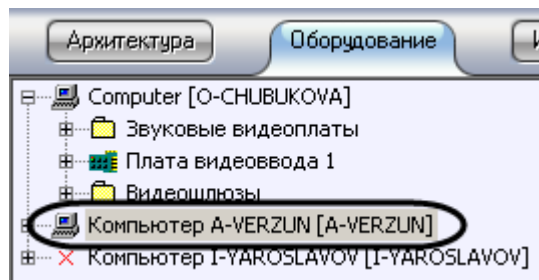 Архитектура Оборудование
Computer [O-CHUBUKOVA]
Звуковые видеоплаты
Плата видеоввода 1
Видеошлюзы
Компьютер A-VERZUN [A-VERZUN]
Компьютер I-YAROSLAVOV [I-YAROSLAVOV]